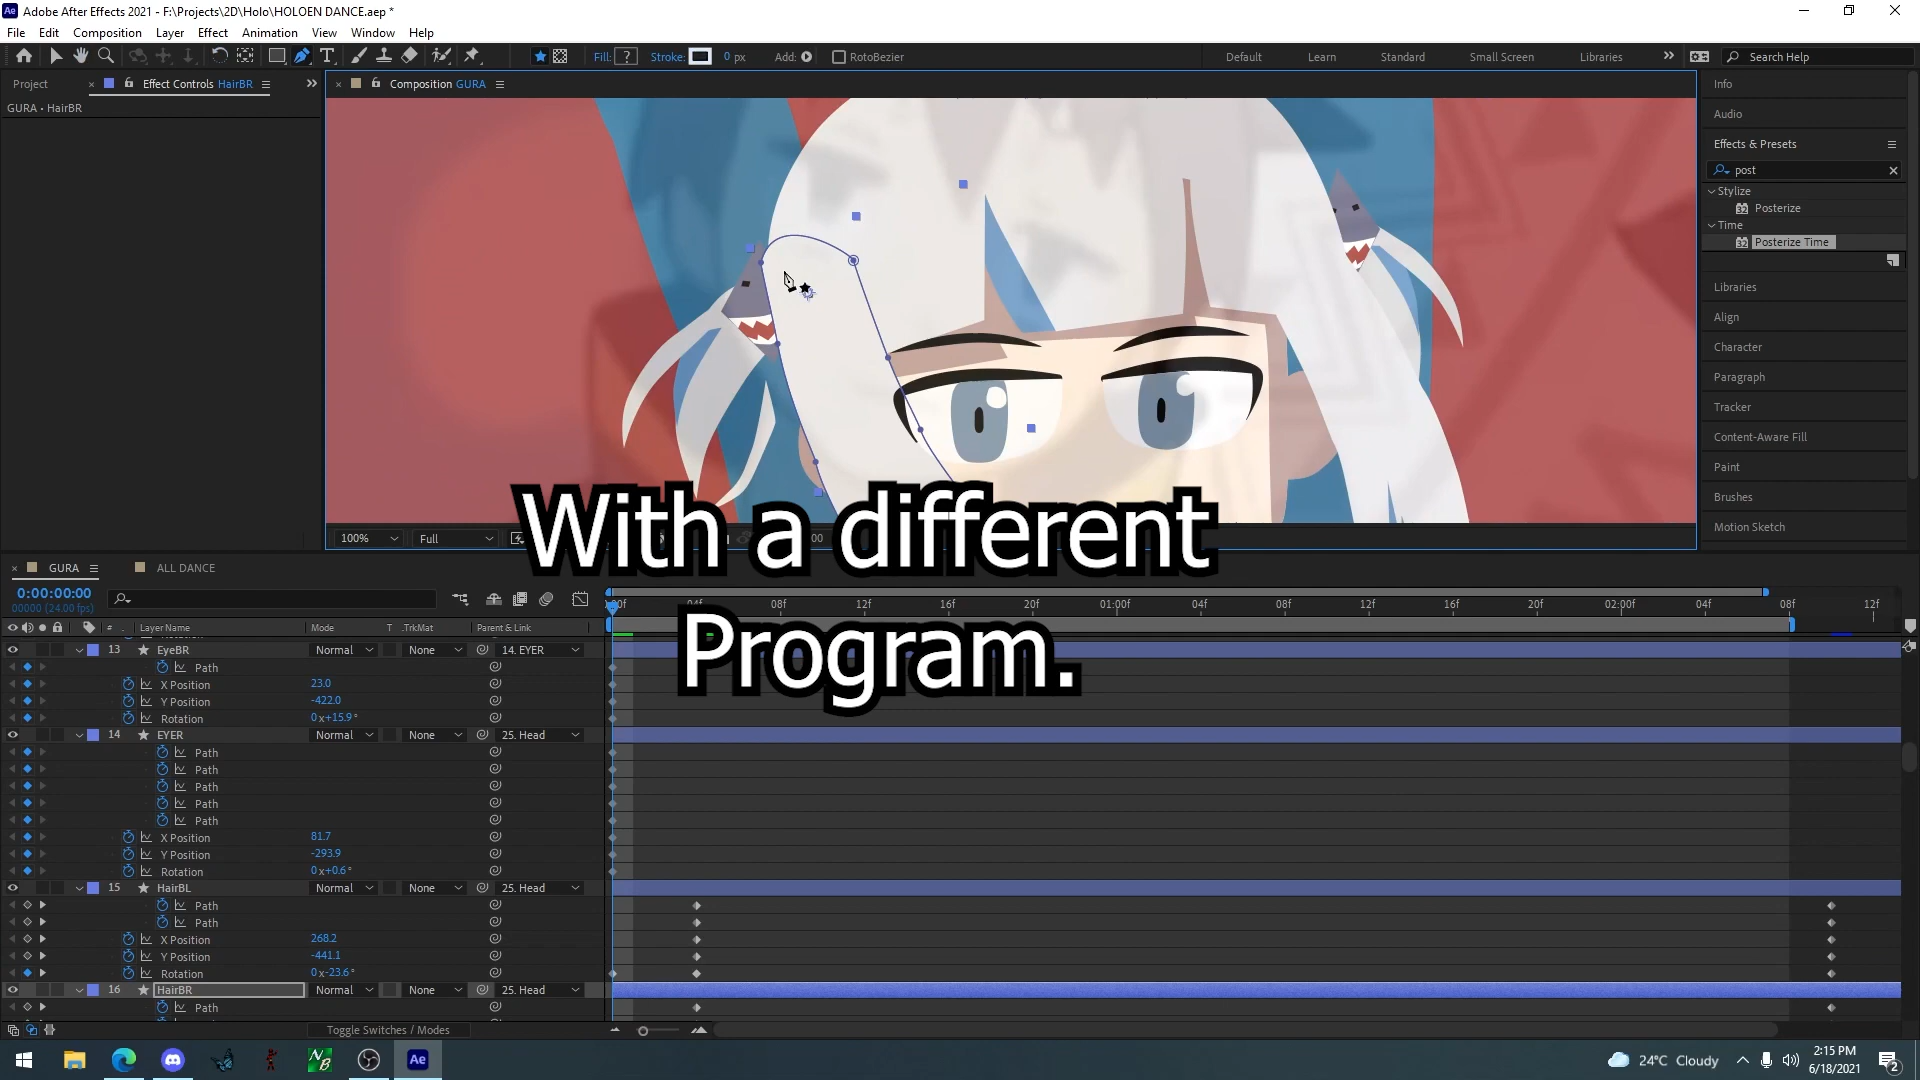 Adobe After Effects 2021 - F:\Projects\2D\Holo\HOLOEN DANCE.aep *
File Edit Composition Layer Effect Animation View Window Help
Fill: ? Stroke: 0 px Add: RotoBezier Default Learn Standard Small Screen Libraries Search Help
Project Effect Controls HairBR Composition GURA
GURA • HairBR
Info
Audio
Effects & Presets
post
Stylize
32 Posterize
Time
32 Posterize Time
Libraries
Align
Character
Paragraph
Tracker
Content-Aware Fill
Paint
Brushes
Motion Sketch
100% Full
With a different
Program.
GURA ALL DANCE
0:00:00:00
00000 (24.00 fps)
04f 08f 12f 16f 20f 01:00f 04f 08f 12f 16f 20f 02:00f 04f 08f 12f
# Layer Name Mode T .TrkMat Parent & Link
13 EyeBR Normal None 14. EYER
Path
X Position 23.0
Y Position -422.0
Rotation 0x+15.9°
14 EYER Normal None 25. Head
Path
Path
Path
Path
Path
X Position 81.7
Y Position -293.9
Rotation 0x+0.6°
15 HairBL Normal None 25. Head
Path
Path
X Position 268.2
Y Position -441.1
Rotation 0x-23.6°
16 HairBR Normal None 25. Head
Path
Toggle Switches / Modes
24°C Cloudy
2:15 PM
6/18/2021
2